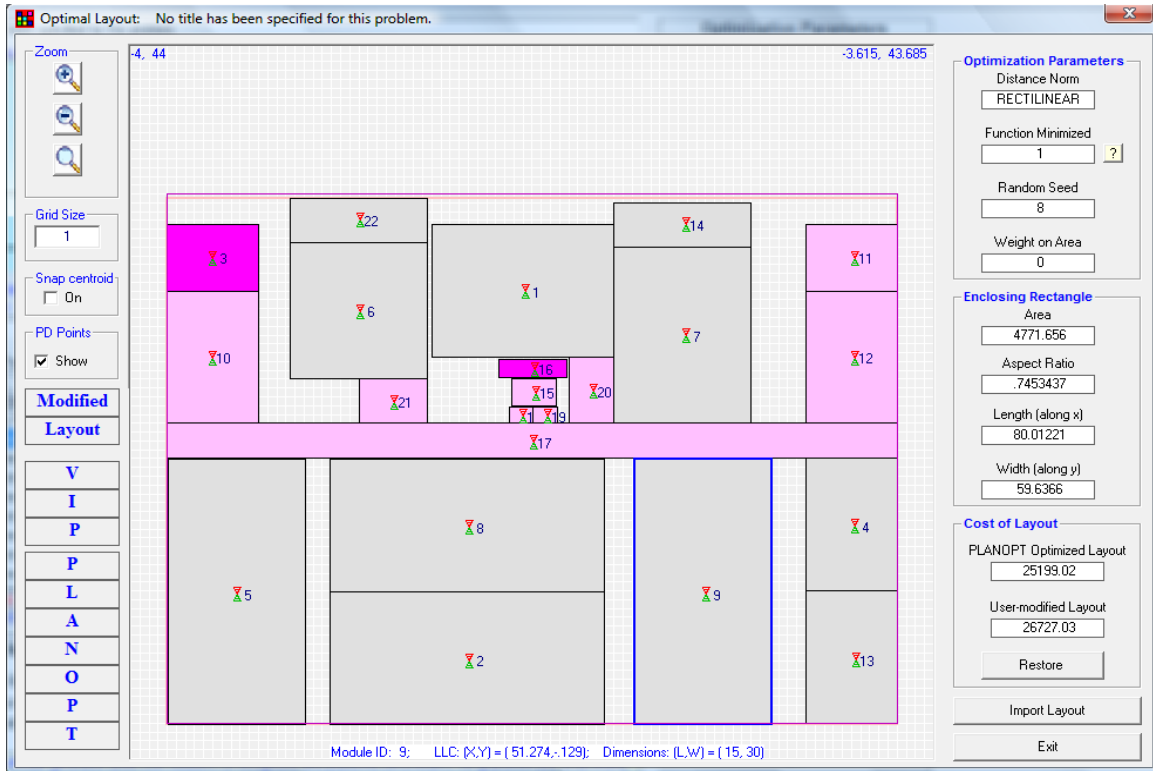 Optimal Layout: No title has been specified for this problem.
Zoom
Grid Size
1
Snap centroid
On
PD Points
Show
Modified
Layout
V
I
P
P
L
A
N
O
P
T
-4, 44
-3.615, 43.685
22
14
3
11
1
6
7
10
12
16
15
20
21
1
19
17
8
4
5
9
2
13
Module ID: 9; LLC: (X,Y) = ( 51.274,-.129); Dimensions: (L,W) = ( 15, 30)
Optimization Parameters
Distance Norm
RECTILINEAR
Function Minimized
1
?
Random Seed
8
Weight on Area
0
Enclosing Rectangle
Area
4771.656
Aspect Ratio
.7453437
Length (along x)
80.01221
Width (along y)
59.6366
Cost of Layout
PLANOPT Optimized Layout
25199.02
User-modified Layout
26727.03
Restore
Import Layout
Exit